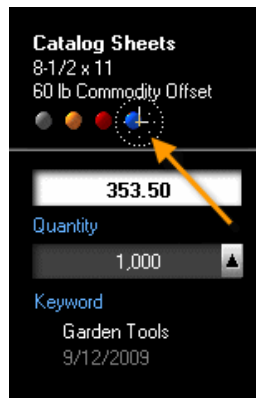 Catalog Sheets
8-1/2 x 11
60 lb Commodity Offset
353.50
Quantity
1,000
Keyword
Garden Tools
9/12/2009